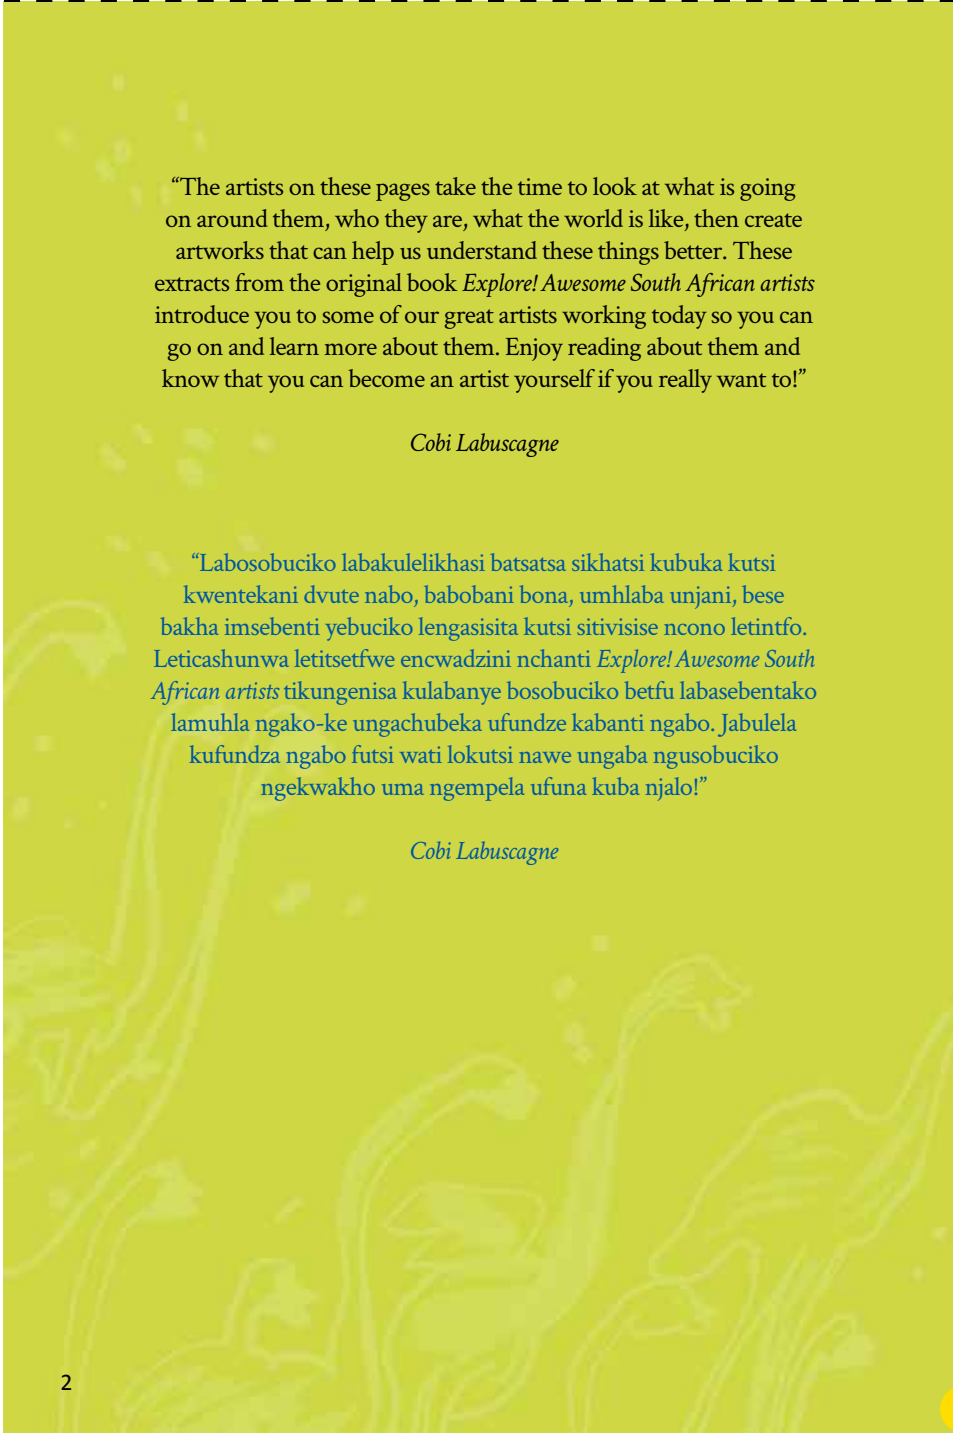 “The artists on these pages take the time to look at what is going
on around them, who they are, what the world is like, then create
artworks that can help us understand these things better. These
extracts from the original book Explore! Awesome South African artists
introduce you to some of our great artists working today so you can
go on and learn more about them. Enjoy reading about them and
know that you can become an artist yourself if you really want to!”
Cobi Labuscagne
“Labosobuciko labakulelikhasi batsatsa sikhatsi kubuka kutsi
kwentekani dvute nabo, babobani bona, umhlaba unjani, bese
bakha imsebenti yebuciko lengasisita kutsi sitivisise ncono letintfo.
Leticashunwa letitsetfwe encwadzini nchanti Explore! Awesome South
African artists tikungenisa kulabanye bosobuciko betfu labasebentako
lamuhla ngako-ke ungachubeka ufundze kabanti ngabo. Jabulela
kufundza ngabo futsi wati lokutsi nawe ungaba ngusobuciko
ngekwakho uma ngempela ufuna kuba njalo!”
Cobi Labuscagne
2